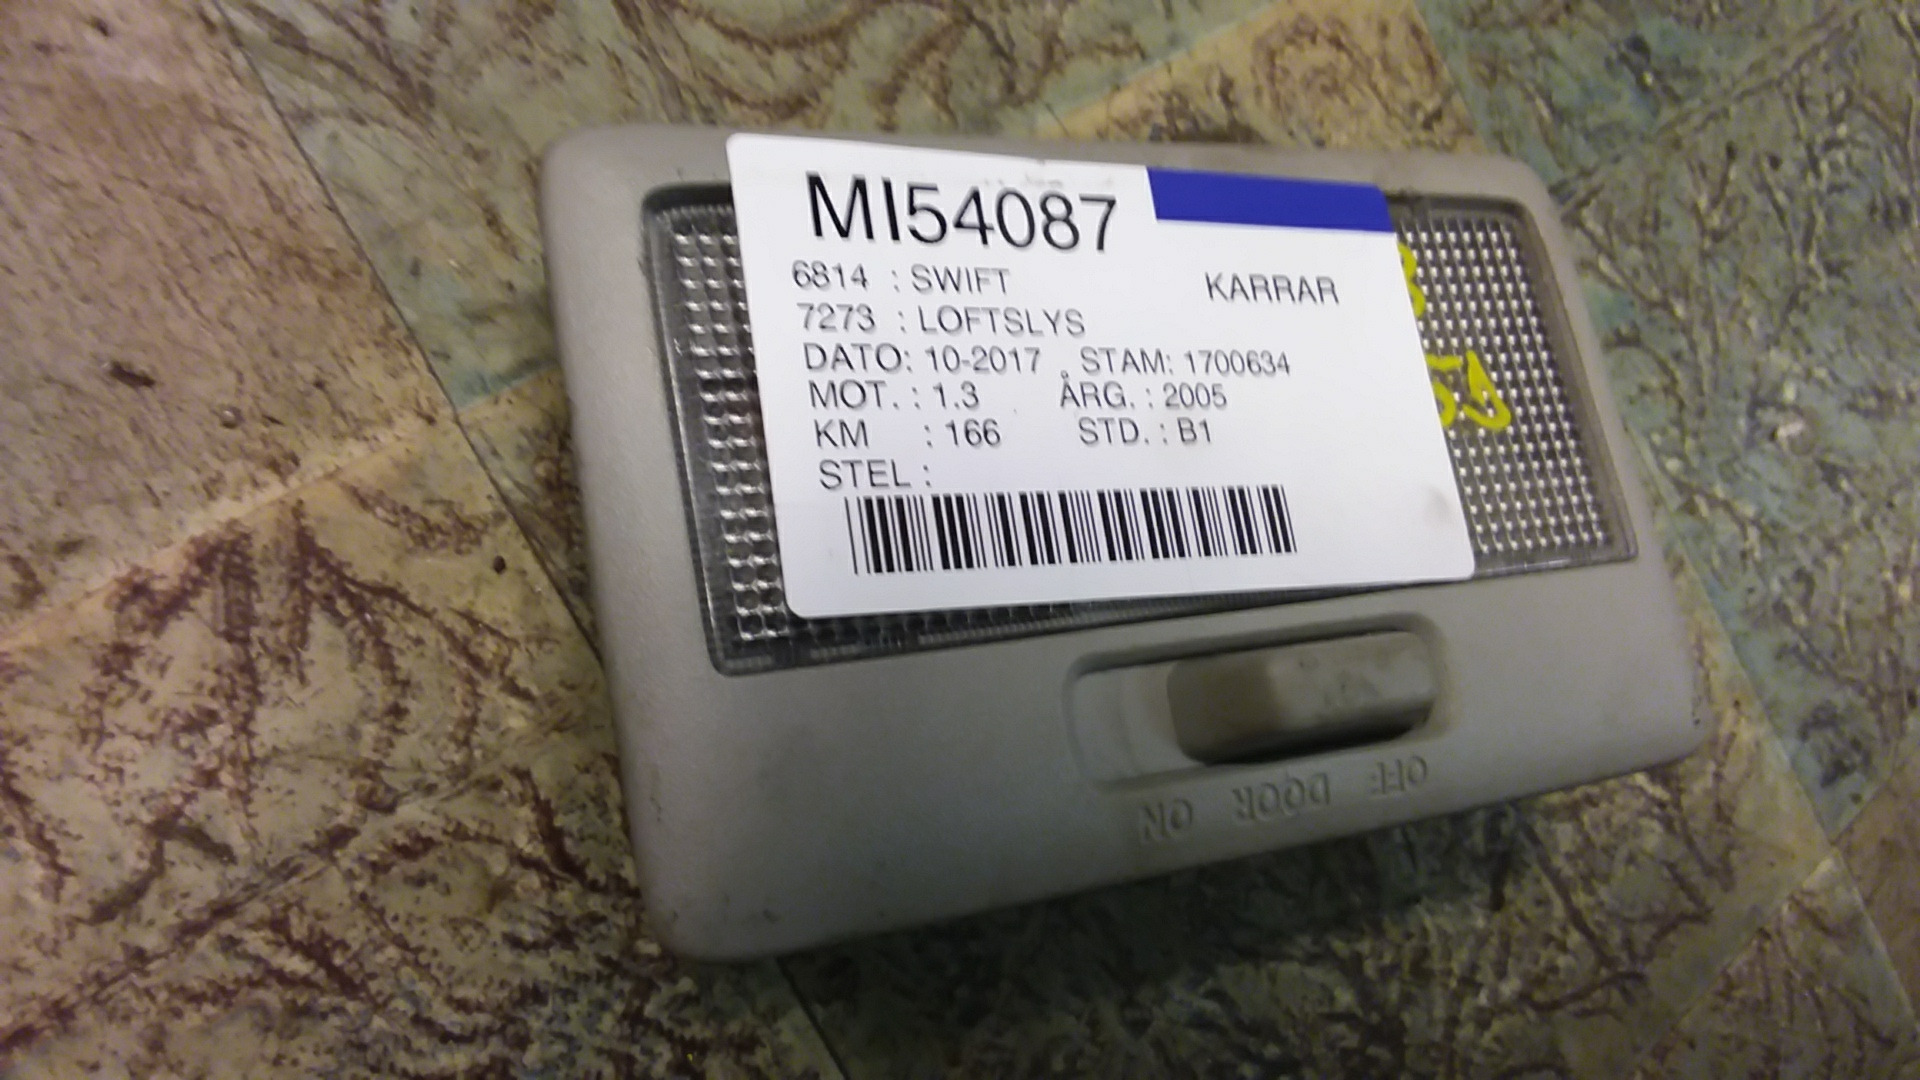 MI54087
6814 : SWIFT KARRAR
7273 : LOFTSLYS
DATO: 10-2017 STAM: 1700634
MOT. : 1.3 ÅRG. : 2005
KM : 166 STD. : B1
STEL :
OFF DOOR ON